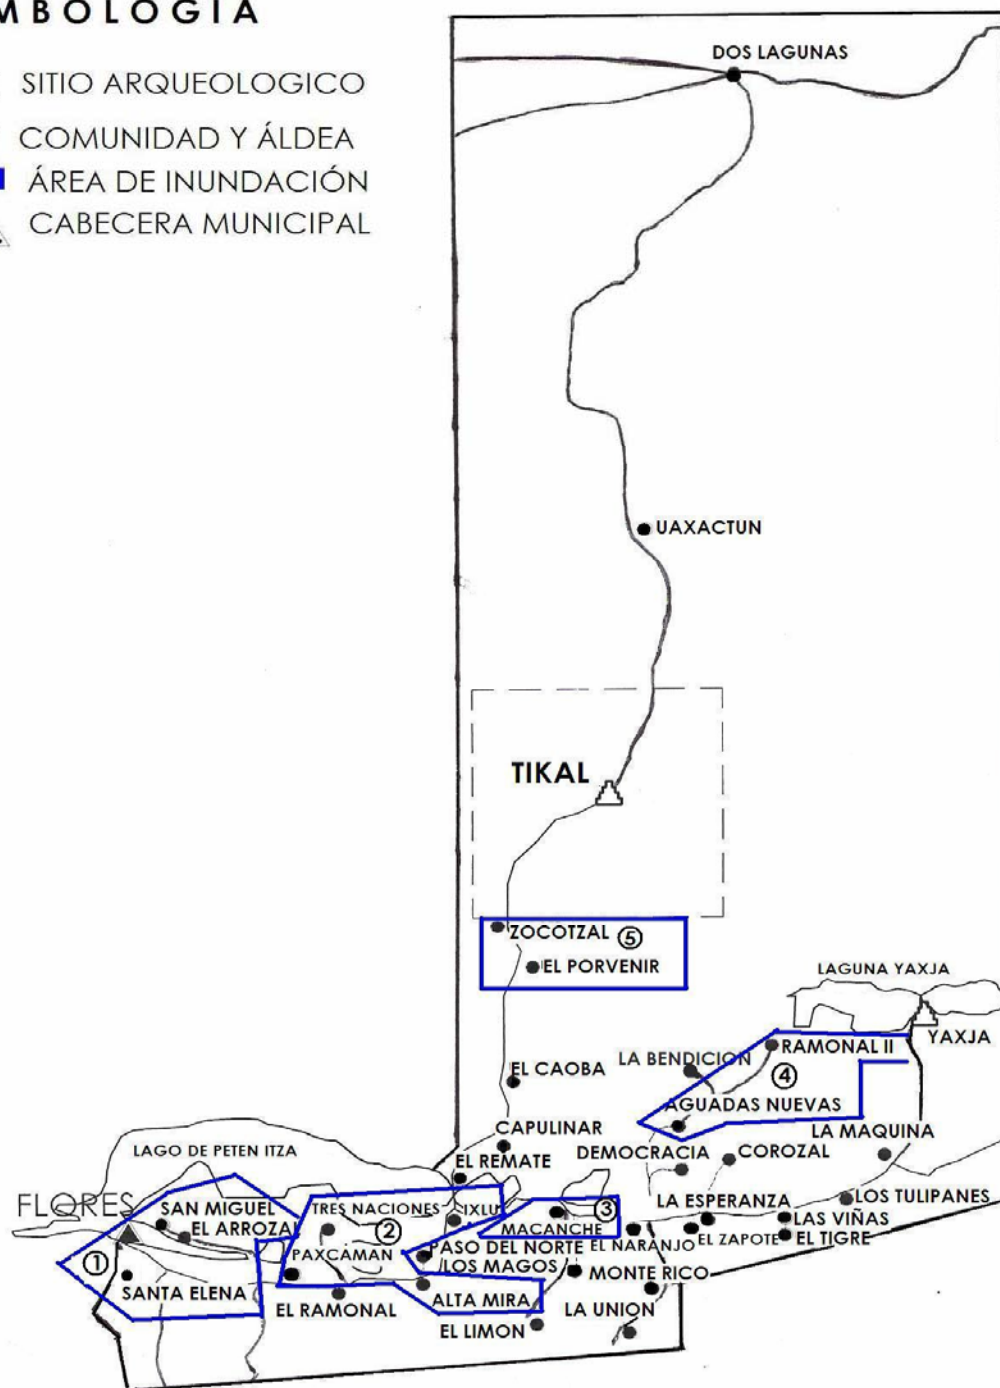 MBOLOGIA
SITIO ARQUEOLOGICO
COMUNIDAD Y ÁLDEA
ÁREA DE INUNDACIÓN
CABECERA MUNICIPAL
DOS LAGUNAS
UAXACTUN
TIKAL
ZOCOTZAL 5
EL PORVENIR
LAGUNA YAXJA
YAXJA
RAMONAL II
LA BENDICION
EL CAOBA
4
AGUADAS NUEVAS
CAPULINAR
LA MAQUINA
LAGO DE PETEN ITZA
DEMOCRACIA
COROZAL
EL REMATE
FLORES
SAN MIGUEL
TRES NACIONES
IXLU
3
LA ESPERANZA
LOS TULIPANES
EL ARROZAL
2
MACANCHE
LAS VIÑAS
EL NARANJO
EL ZAPOTE
EL TIGRE
1
PAXCAMAN
PASO DEL NORTE
LOS MAGOS
MONTE RICO
SANTA ELENA
EL RAMONAL
ALTA MIRA
LA UNION
EL LIMON